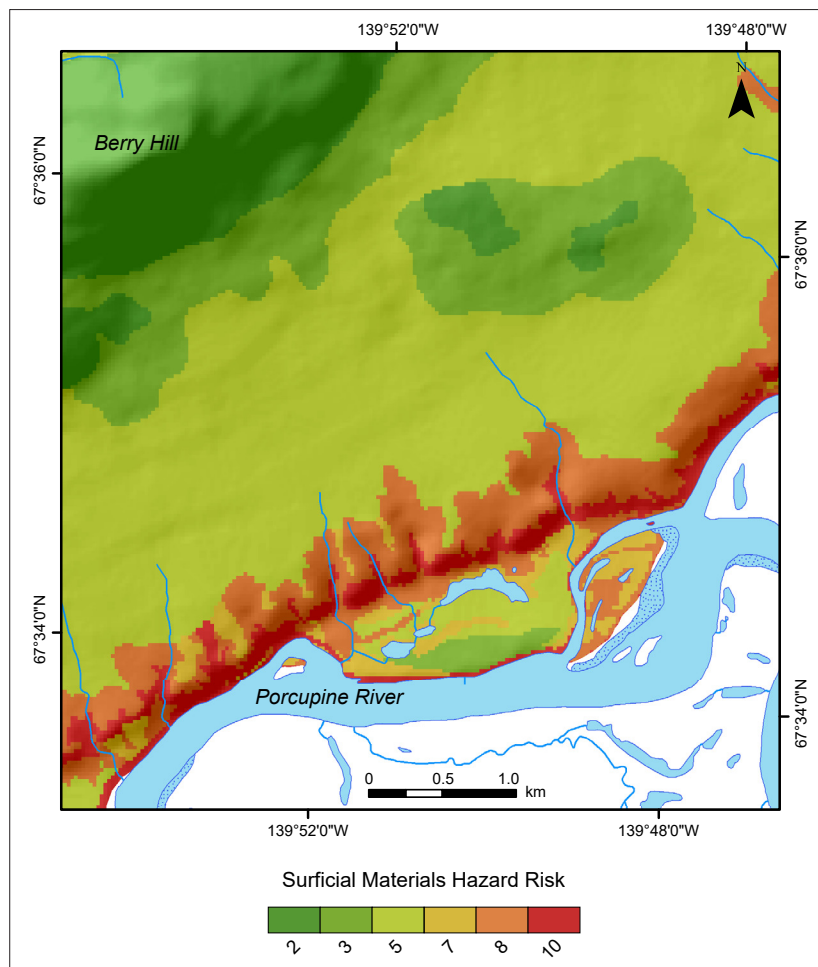 139°52'0"W
139°48'0"W
N
Berry Hill
67°36'0"N
67°36'0"N
67°34'0"N
Porcupine River
67°34'0"N
0 0.5 1.0
km
139°52'0"W
139°48'0"W
Surficial Materials Hazard Risk
2 3 5 7 8 10